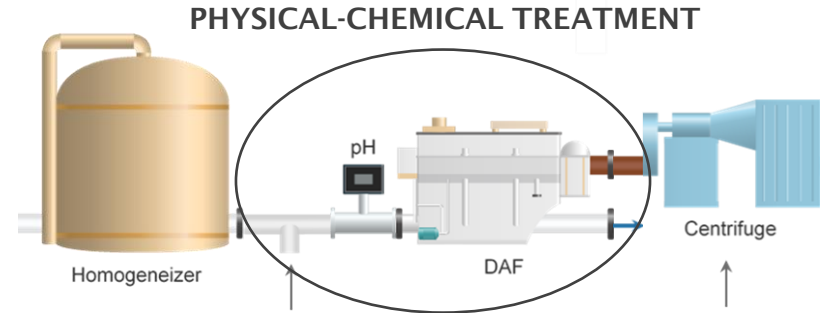 PHYSICAL-CHEMICAL TREATMENT
pH
Centrifuge
DAF
Homogeneizer